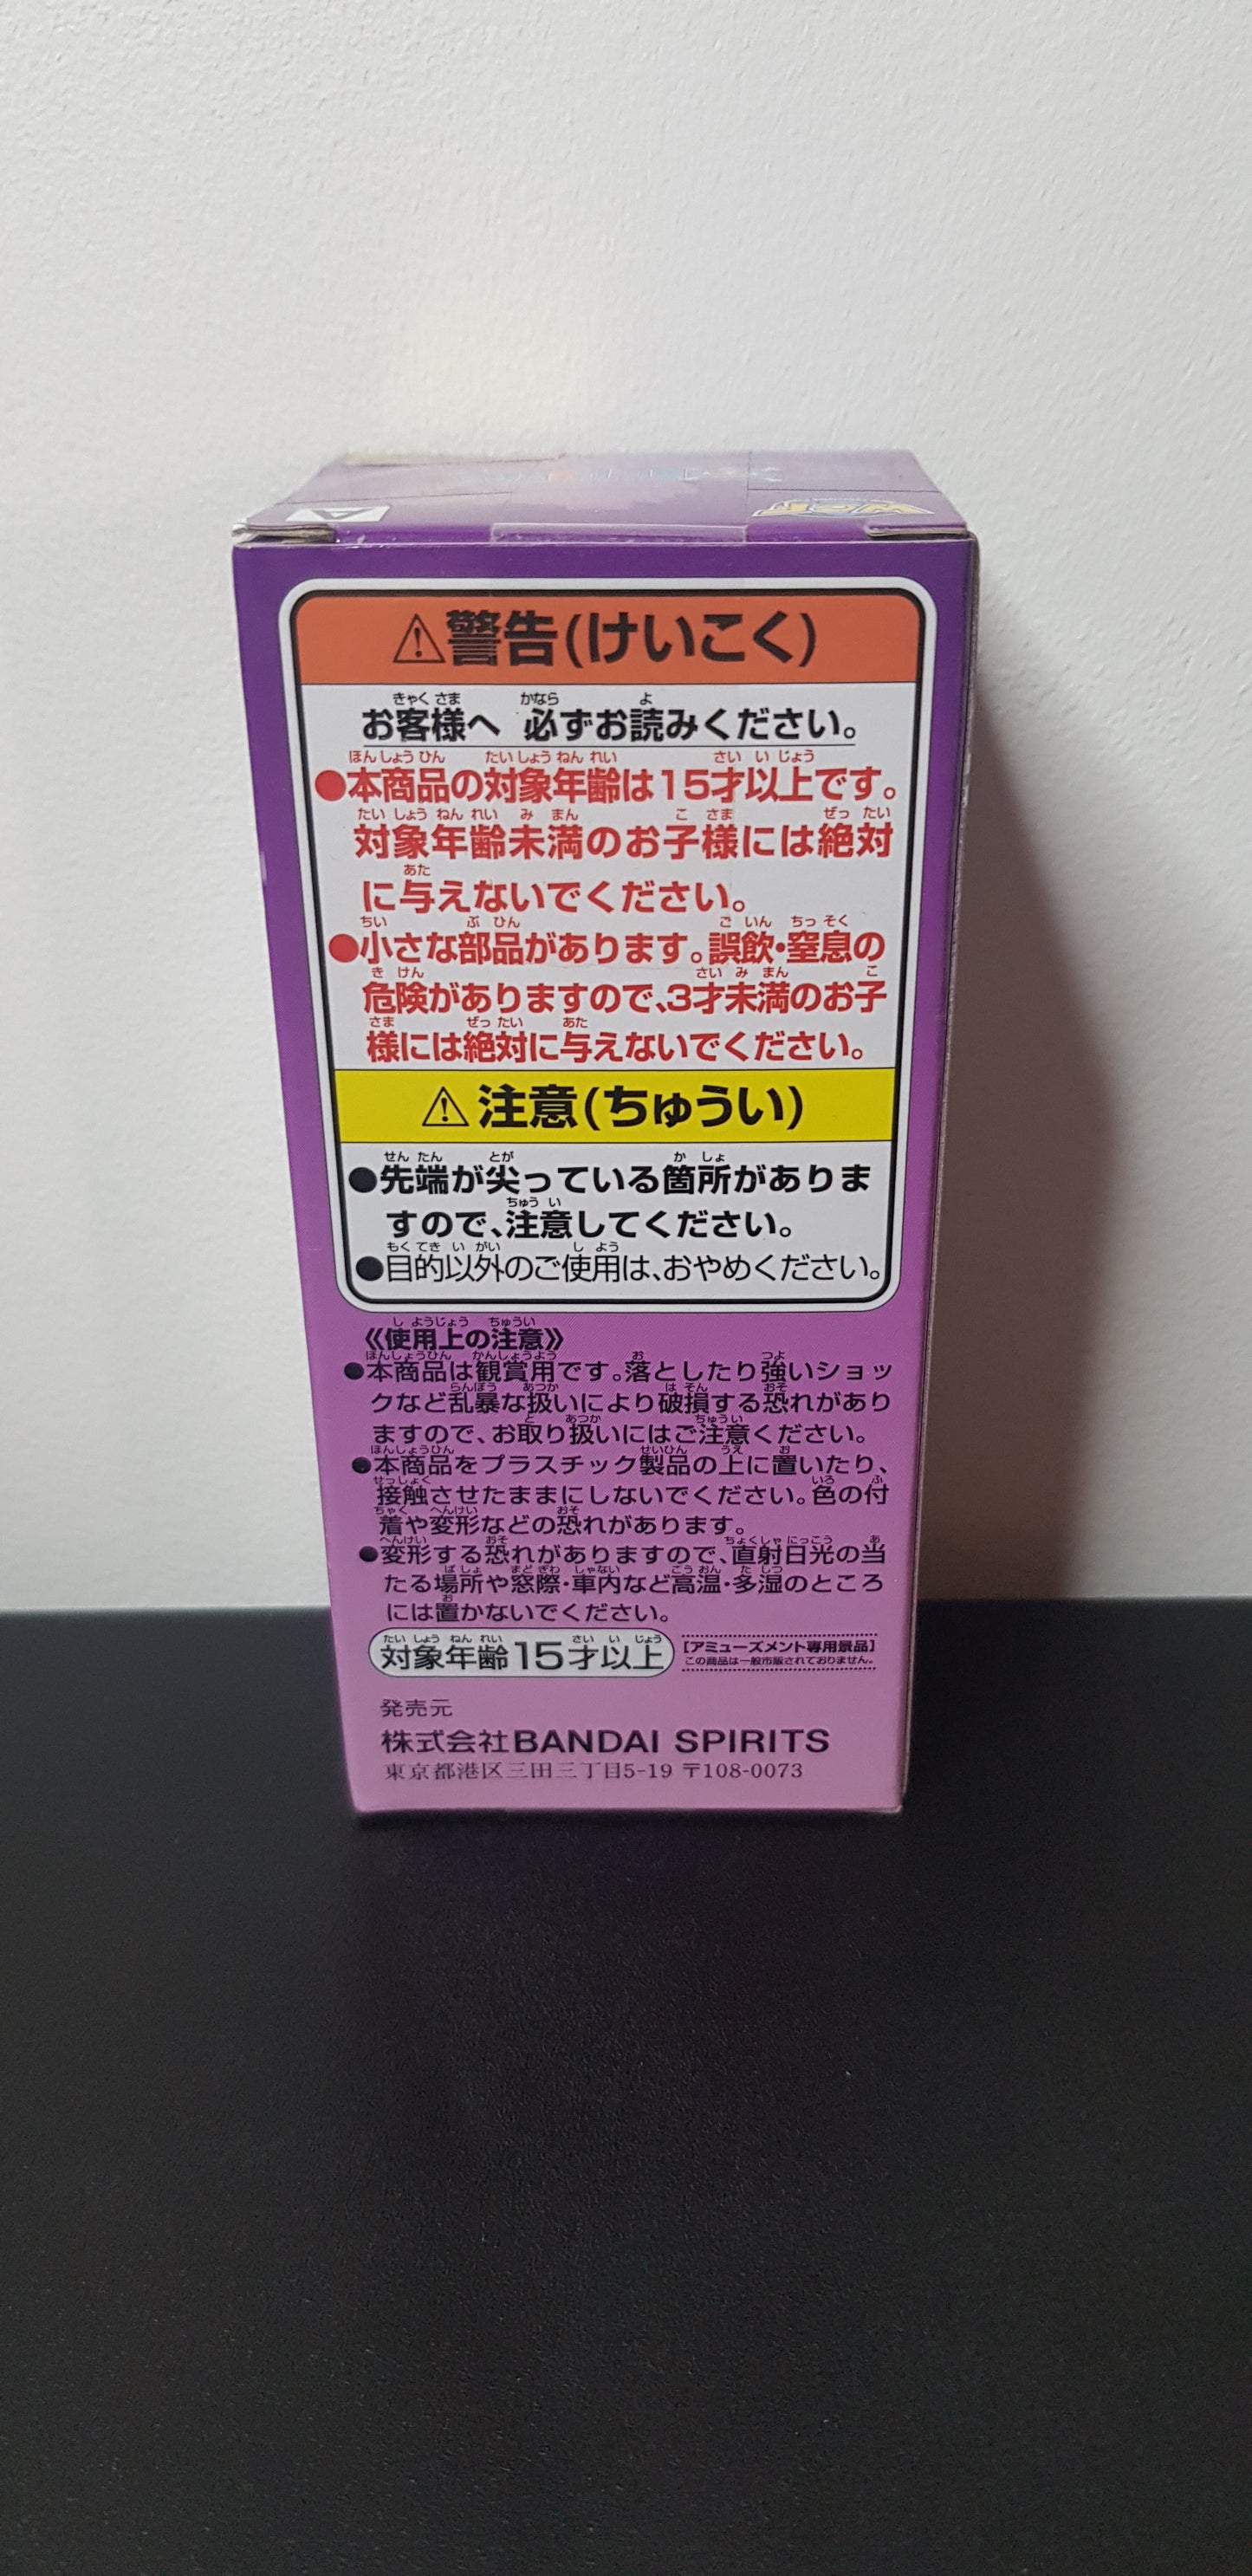 A
WCF
⚠警告(けいこく)
お客様へ 必ずお読みください。
●本商品の対象年齢は15才以上です。
対象年齢未満のお子様には絶対
に与えないでください。
●小さな部品があります。誤飲・窒息の
危険がありますので、3才未満のお子
様には絶対に与えないでください。
⚠注意(ちゅうい)
●先端が尖っている箇所がありま
すので、注意してください。
●目的以外のご使用は、おやめください。
《使用上の注意》
●本商品は観賞用です。落としたり強いショッ
クなど乱暴な扱いにより破損する恐れがあり
ますので、お取り扱いにはご注意ください。
●本商品をプラスチック製品の上に置いたり、
接触させたままにしないでください。色の付
着や変形などの恐れがあります。
●変形する恐れがありますので、直射日光の当
たる場所や窓際・車内など高温・多湿のところ
には置かないでください。
対象年齢15才以上
[アミューズメント専用景品]
この商品は一般市販されておりません。
発売元
株式会社BANDAI SPIRITS
東京都港区三田三丁目5-19 〒108-0073